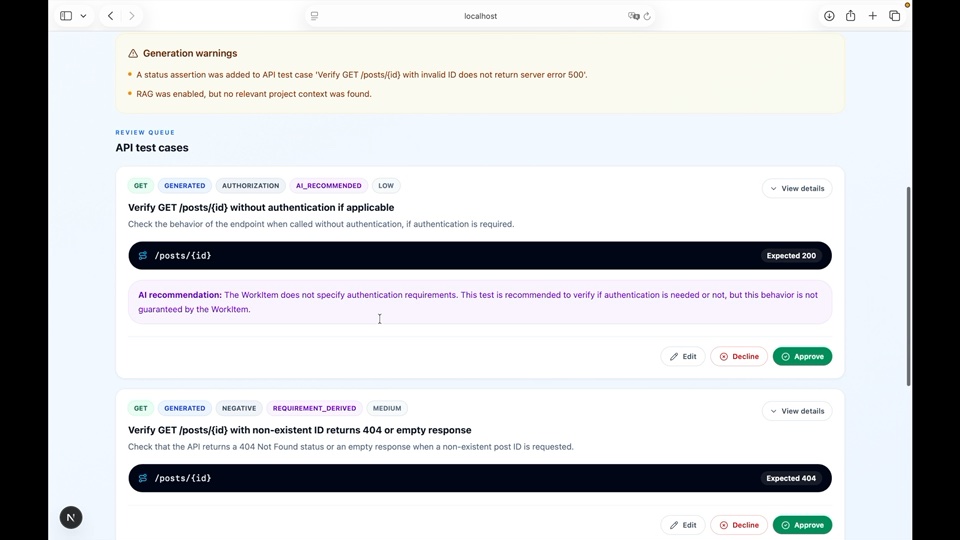 localhost
Generation warnings
A status assertion was added to API test case 'Verify GET /posts/{id} with invalid ID does not return server error 500'.
RAG was enabled, but no relevant project context was found.
REVIEW QUEUE
API test cases
GET GENERATED AUTHORIZATION AI_RECOMMENDED LOW View details
Verify GET /posts/{id} without authentication if applicable
Check the behavior of the endpoint when called without authentication, if authentication is required.
/posts/{id} Expected 200
AI recommendation: The WorkItem does not specify authentication requirements. This test is recommended to verify if authentication is needed or not, but this behavior is not
guaranteed by the WorkItem.
Edit Decline Approve
GET GENERATED NEGATIVE REQUIREMENT_DERIVED MEDIUM View details
Verify GET /posts/{id} with non-existent ID returns 404 or empty response
Check that the API returns a 404 Not Found status or an empty response when a non-existent post ID is requested.
/posts/{id} Expected 404
N Edit Decline Approve